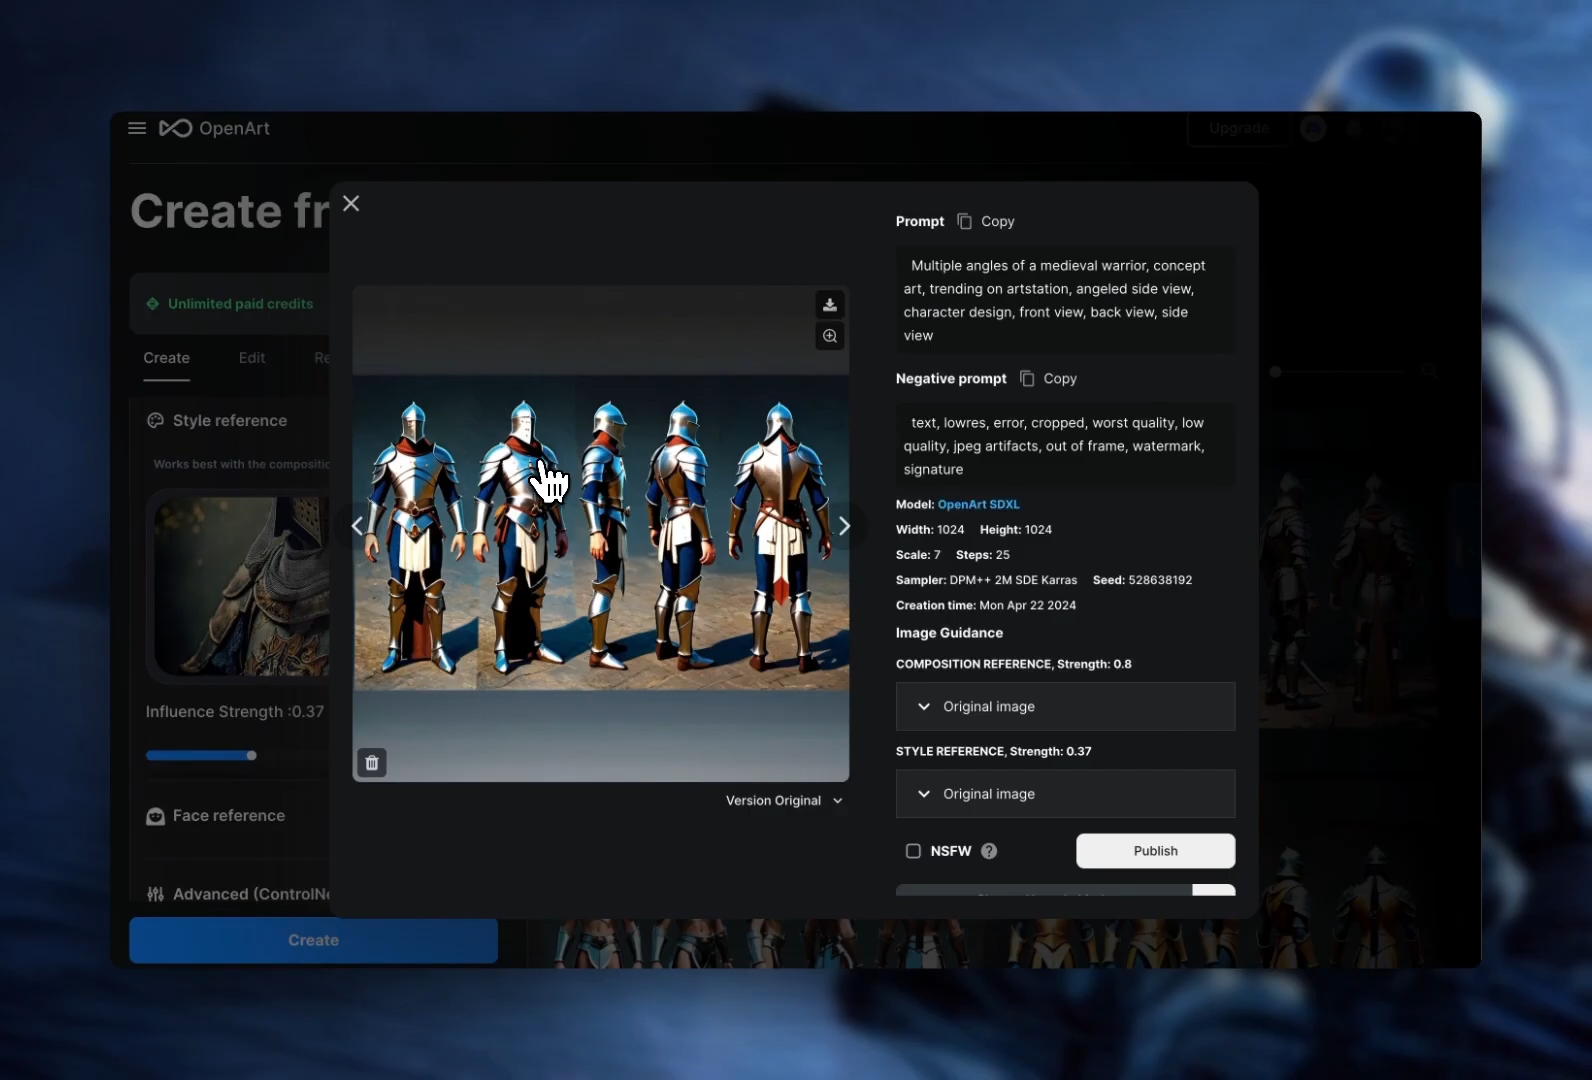 OpenArt
Upgrade
Create fr
Unlimited paid credits
Create Edit Re
Style reference
Works best with the compositio
Influence Strength :0.37
Face reference
Advanced (ControlNe
Create
Version Original
Prompt Copy
Multiple angles of a medieval warrior, concept
art, trending on artstation, angeled side view,
character design, front view, back view, side
view
Negative prompt Copy
text, lowres, error, cropped, worst quality, low
quality, jpeg artifacts, out of frame, watermark,
signature
Model: OpenArt SDXL
Width: 1024 Height: 1024
Scale: 7 Steps: 25
Sampler: DPM++ 2M SDE Karras Seed: 528638192
Creation time: Mon Apr 22 2024
Image Guidance
COMPOSITION REFERENCE, Strength: 0.8
Original image
STYLE REFERENCE, Strength: 0.37
Original image
NSFW ?
Publish